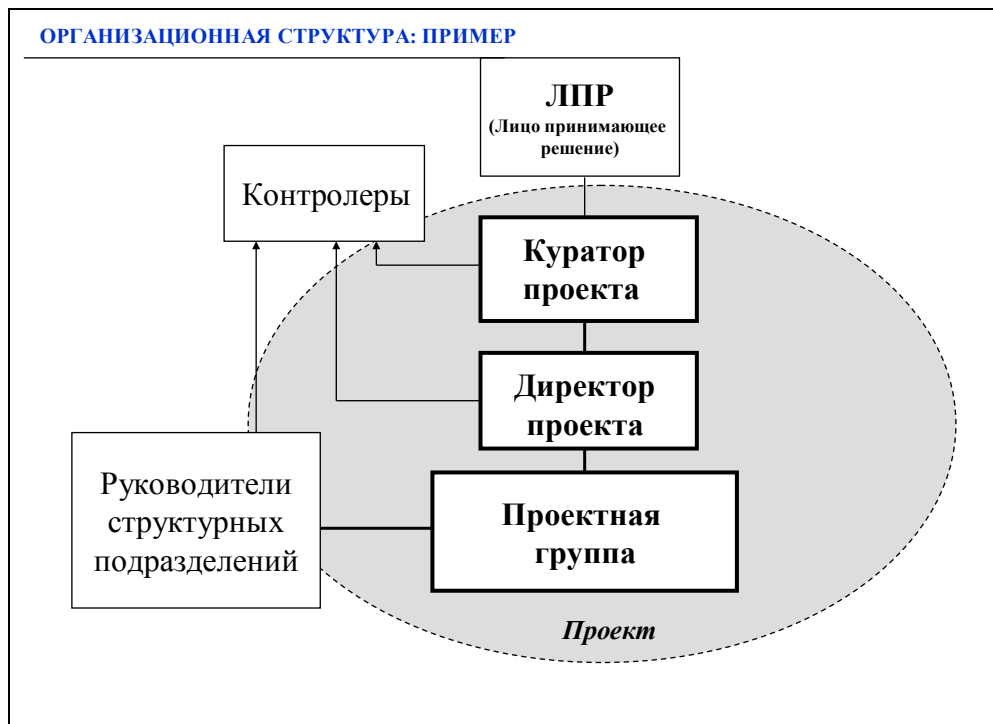 ОРГАНИЗАЦИОННАЯ СТРУКТУРА: ПРИМЕР
ЛПР
(Лицо принимающее
решение)
Контролеры
Куратор
проекта
Директор
проекта
Руководители
структурных
подразделений
Проектная
группа
Проект